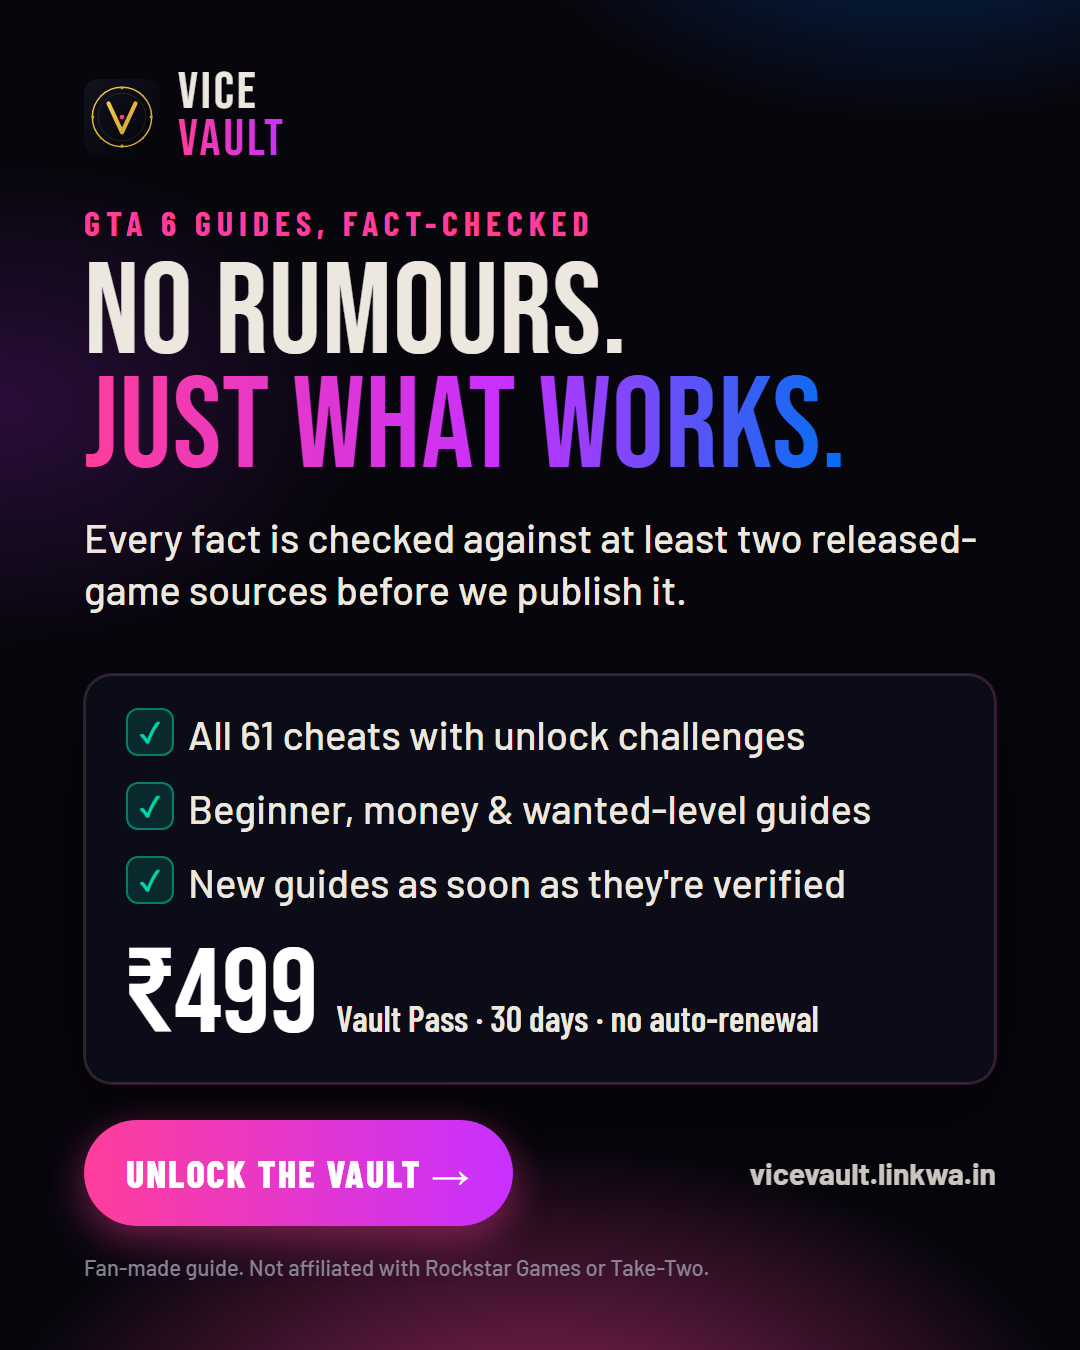 VICE
VAULT
GTA 6 GUIDES, FACT-CHECKED
NO RUMOURS.
JUST WHAT WORKS.
Every fact is checked against at least two released-
game sources before we publish it.
✓ All 61 cheats with unlock challenges
✓ Beginner, money & wanted-level guides
✓ New guides as soon as they're verified
₹499 Vault Pass · 30 days · no auto-renewal
UNLOCK THE VAULT →
vicevault.linkwa.in
Fan-made guide. Not affiliated with Rockstar Games or Take-Two.